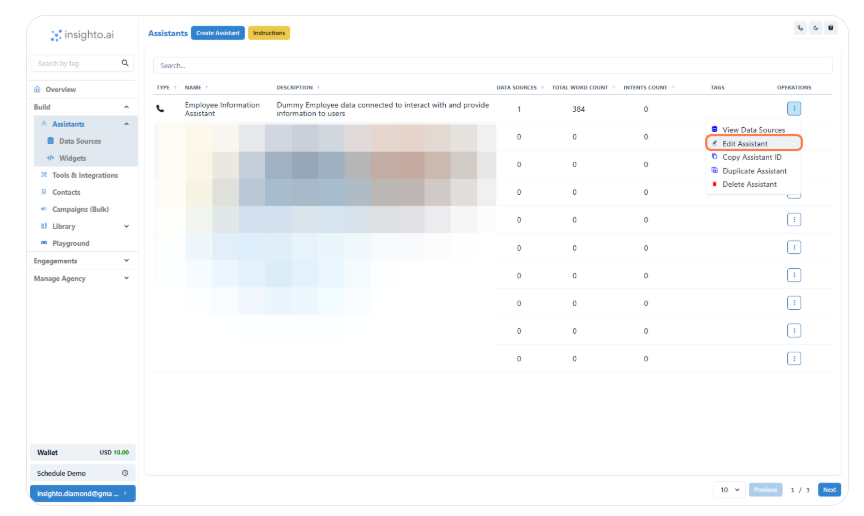 insighto.ai
Assistants Create Assistant Instructions
Search by tag
Search...
Overview
Build
Assistants
Data Sources
Widgets
Tools & Integrations
Contacts
Campaigns (Bulk)
Library
Playground
Engagements
Manage Agency
TYPE NAME DESCRIPTION DATA SOURCES TOTAL WORD COUNT INTENTS COUNT TAGS OPERATIONS
Employee Information
Assistant
Dummy Employee data connected to interact with and provide
information to users
1 384 0
0 0 0
0 0 0
0 0 0
0 0 0
0 0 0
0 0 0
0 0 0
0 0 0
0 0 0
View Data Sources
Edit Assistant
Copy Assistant ID
Duplicate Assistant
Delete Assistant
Wallet USD 10.00
Schedule Demo
insighto.diamond@gma ...
10 Previous 1 / 1 Next